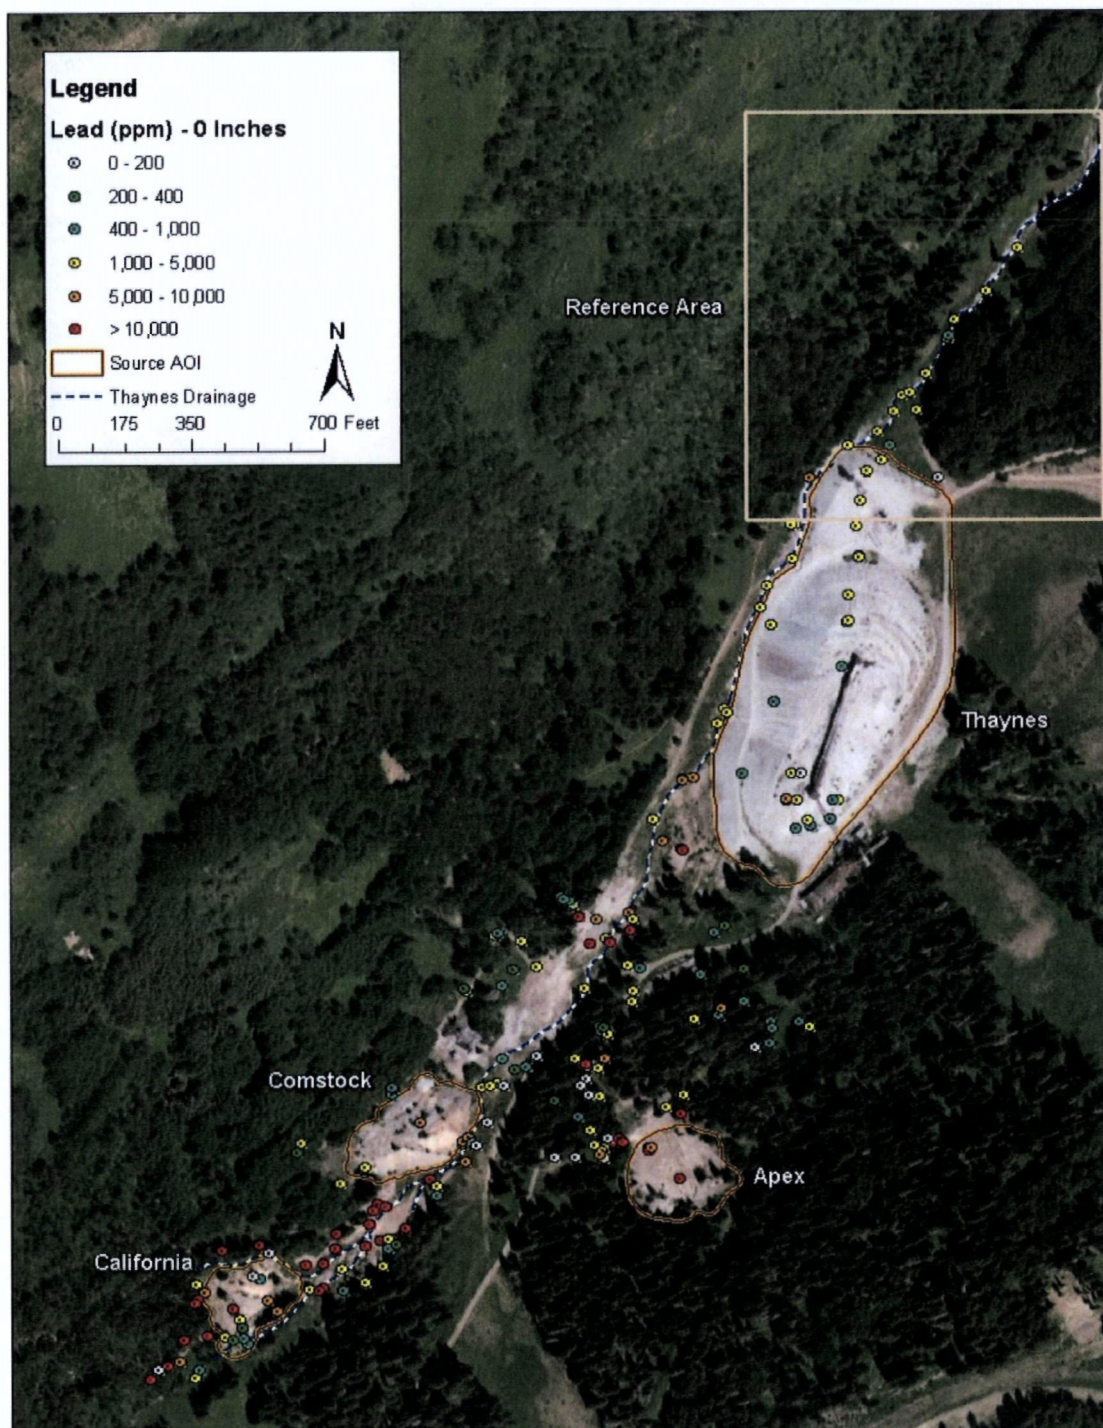 Legend
Lead (ppm) - 0 Inches
0 - 200
200 - 400
400 - 1,000
1,000 - 5,000
5,000 - 10,000
> 10,000
Source AOI
Thaynes Drainage
N
0 175 350 700 Feet
Reference Area
Thaynes
Comstock
Apex
California